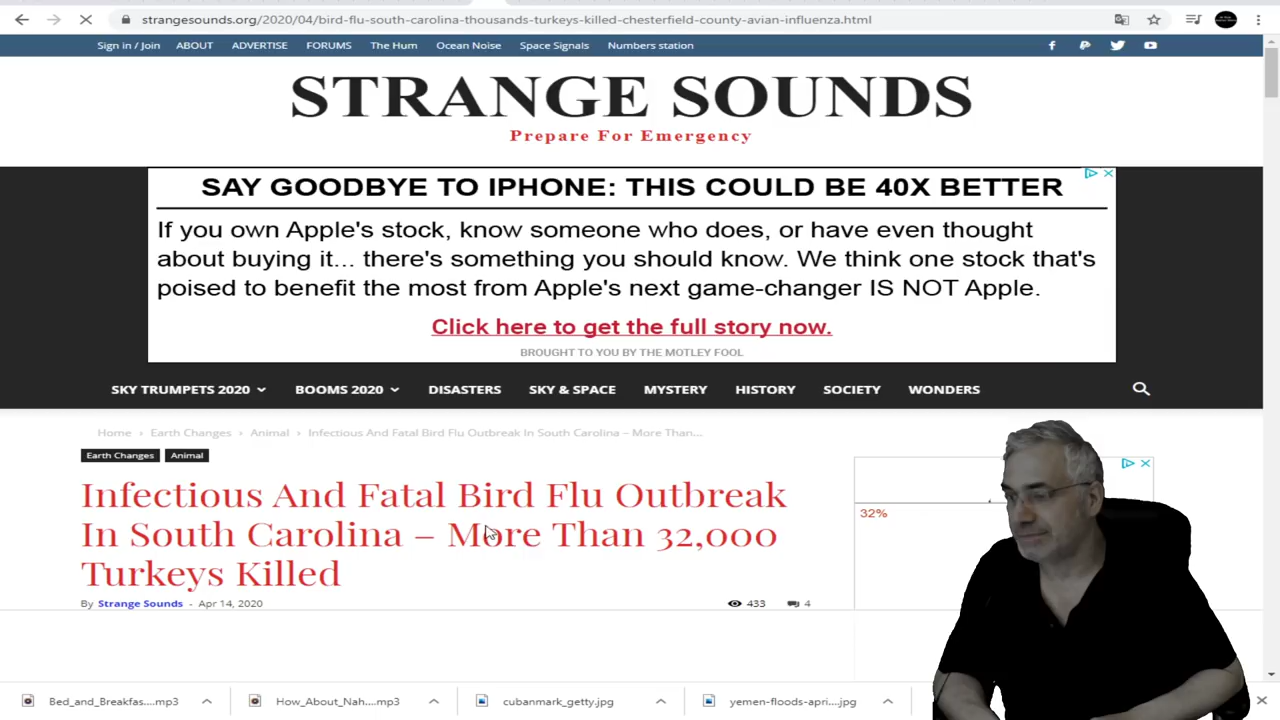 strangesounds.org/2020/04/bird-flu-south-carolina-thousands-turkeys-killed-chesterfield-county-avian-influenza.html
Sign in / Join ABOUT ADVERTISE FORUMS The Hum Ocean Noise Space Signals Numbers station
STRANGE SOUNDS
Prepare For Emergency
SAY GOODBYE TO IPHONE: THIS COULD BE 40X BETTER
If you own Apple's stock, know someone who does, or have even thought
about buying it... there's something you should know. We think one stock that's
poised to benefit the most from Apple's next game-changer IS NOT Apple.
Click here to get the full story now.
BROUGHT TO YOU BY THE MOTLEY FOOL
SKY TRUMPETS 2020 BOOMS 2020 DISASTERS SKY & SPACE MYSTERY HISTORY SOCIETY WONDERS
Home › Earth Changes › Animal › Infectious And Fatal Bird Flu Outbreak In South Carolina – More Than...
Earth Changes Animal
Infectious And Fatal Bird Flu Outbreak
In South Carolina – More Than 32,000
Turkeys Killed
32%
By Strange Sounds - Apr 14, 2020 433 4
Bed_and_Breakfas....mp3 How_About_Nah....mp3 cubanmark_getty.jpg yemen-floods-apri....jpg